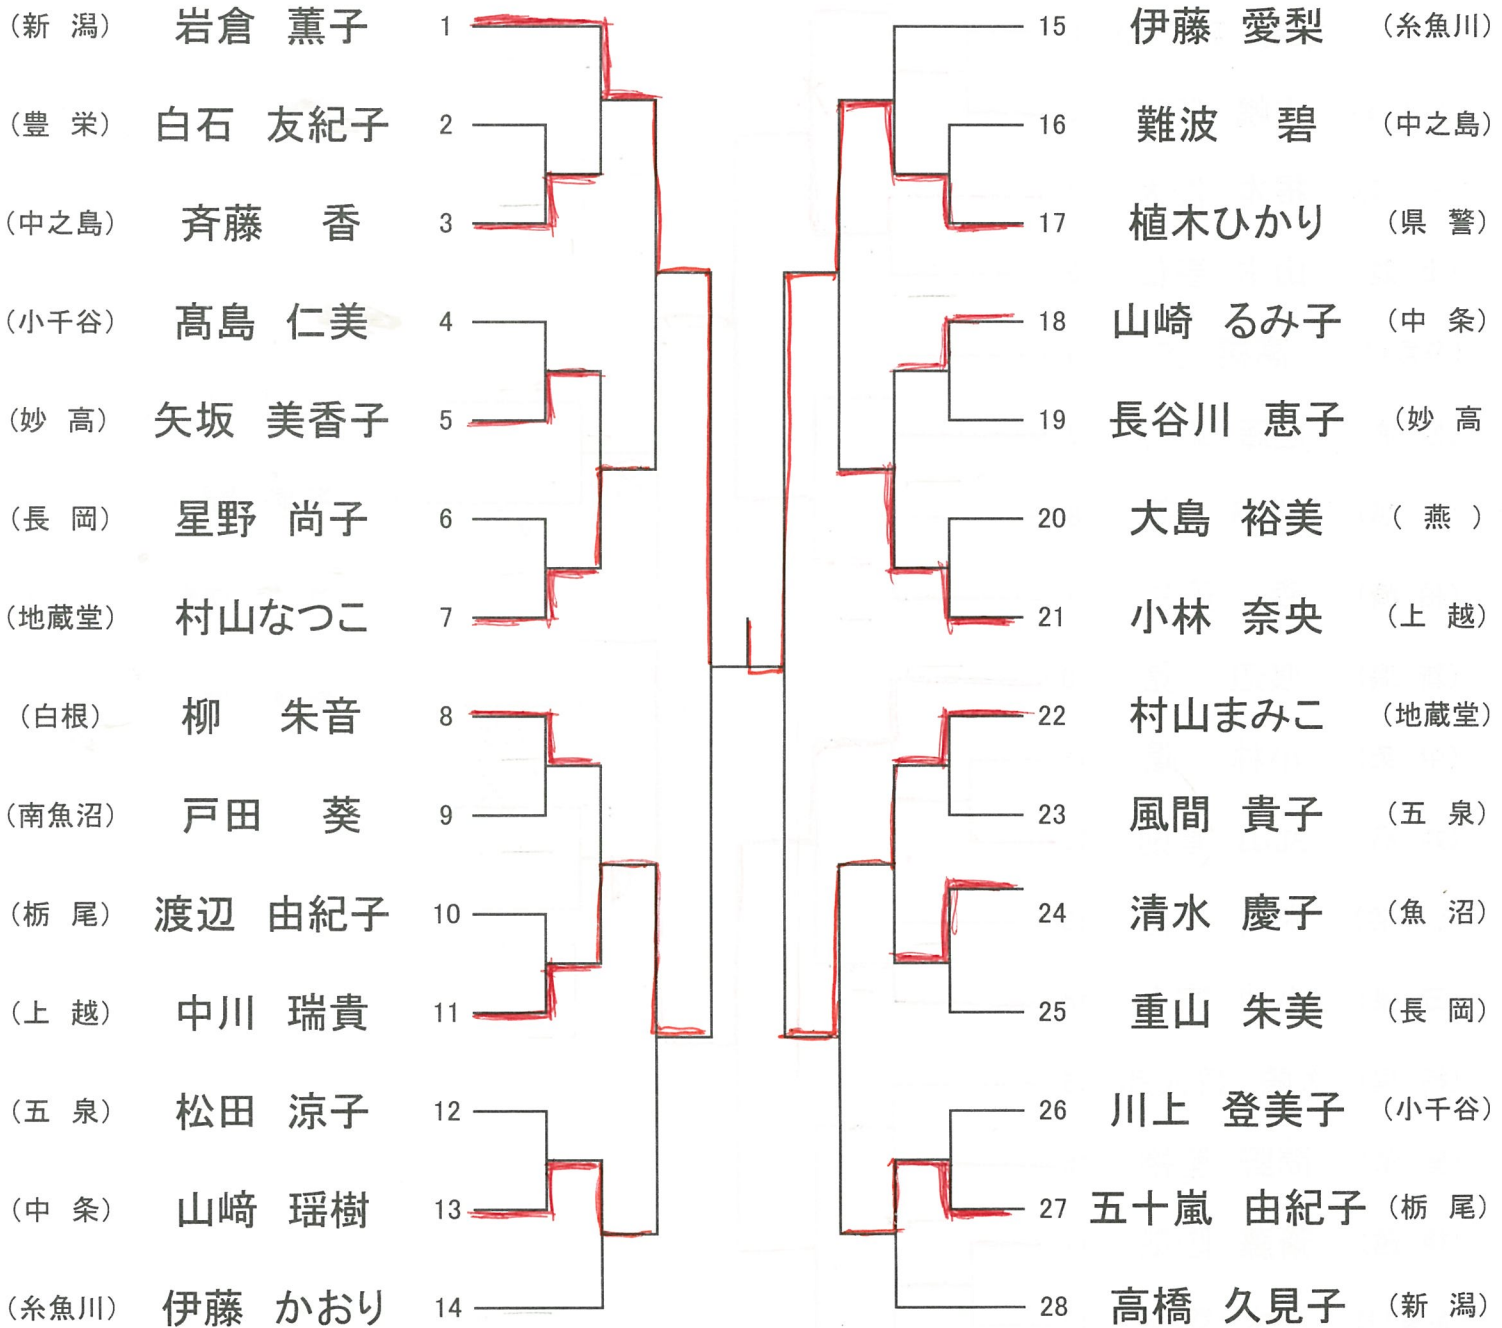 （新　潟）　岩倉　薫子　1
（豊　栄）　白石　友紀子　2
（中之島）　斉藤　　香　3
（小千谷）　髙島　仁美　4
（妙　高）　矢坂　美香子　5
（長　岡）　星野　尚子　6
（地蔵堂）　村山なつこ　7
（白根）　柳　　朱音　8
（南魚沼）　戸田　　葵　9
（栃　尾）　渡辺　由紀子　10
（上　越）　中川　瑞貴　11
（五　泉）　松田　涼子　12
（中　条）　山﨑　瑶樹　13
（糸魚川）　伊藤　かおり　14
15　伊藤　愛梨　（糸魚川）
16　難波　　碧　（中之島）
17　植木ひかり　（県　警）
18　山崎　るみ子　（中　条）
19　長谷川　恵子　（妙　高
20　大島　裕美　（　燕　）
21　小林　奈央　（上　越）
22　村山まみこ　（地蔵堂）
23　風間　貴子　（五　泉）
24　清水　慶子　（魚　沼）
25　重山　朱美　（長　岡）
26　川上　登美子　（小千谷）
27　五十嵐　由紀子　（栃　尾）
28　高橋　久見子　（新　潟）